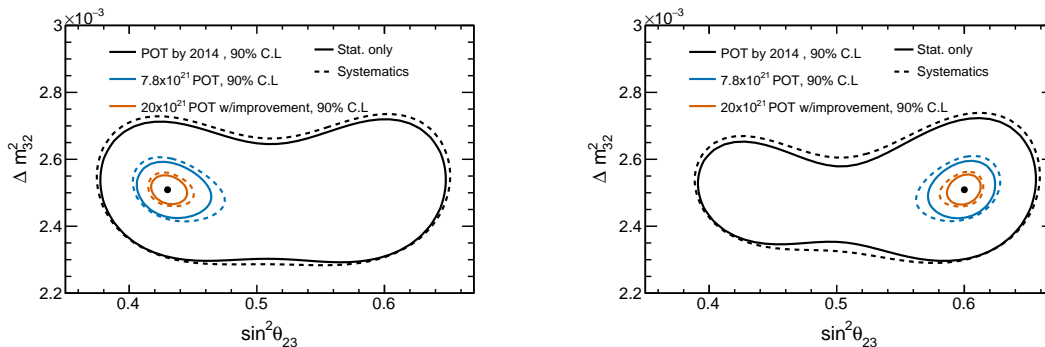 ×10⁻³
3
2.8
2.6
2.4
2.2
Δ m²₃₂
POT by 2014 , 90% C.L
7.8x10²¹ POT, 90% C.L
20x10²¹ POT w/improvement, 90% C.L
Stat. only
Systematics
0.4 0.5 0.6
sin²θ₂₃
×10⁻³
3
2.8
2.6
2.4
2.2
Δ m²₃₂
POT by 2014 , 90% C.L
7.8x10²¹ POT, 90% C.L
20x10²¹ POT w/improvement, 90% C.L
Stat. only
Systematics
0.4 0.5 0.6
sin²θ₂₃